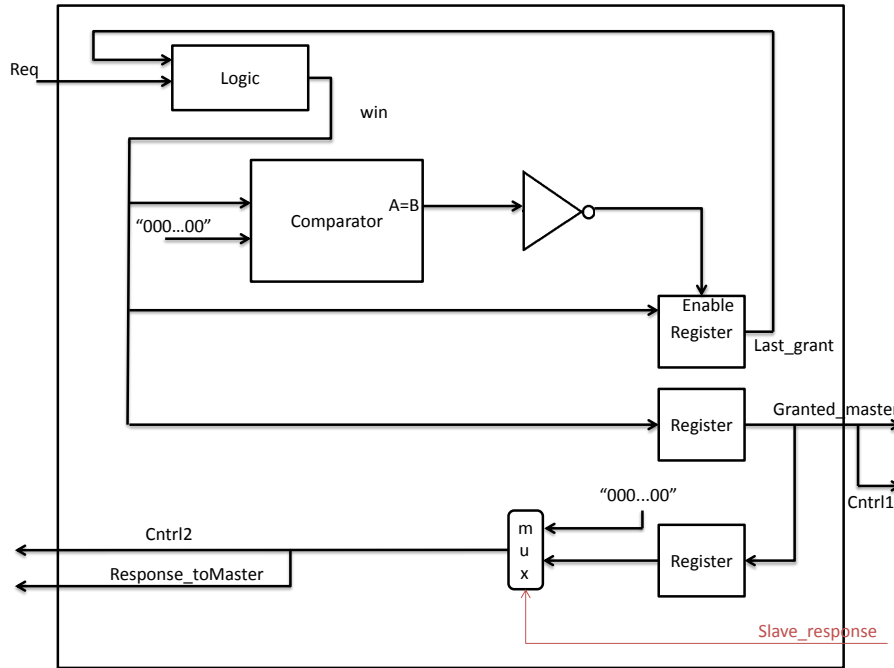 Req
Logic
win
A=B
Comparator
“000...00”
Enable
Register
Last_grant
Granted_master
Register
Cntrl1
“000...00”
m
u
x
Register
Cntrl2
Response_toMaster
Slave_response